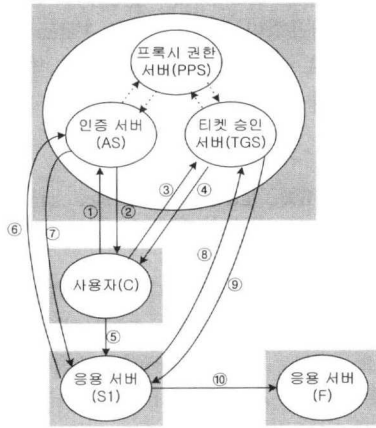 프록시 권한
서버(PPS)
인증 서버
(AS)
티켓 승인
서버(TGS)
③
④
①
②
⑥
⑦
⑧
사용자(C)
⑨
⑤
응용 서버
(S1)
⑩
응용 서버
(F)